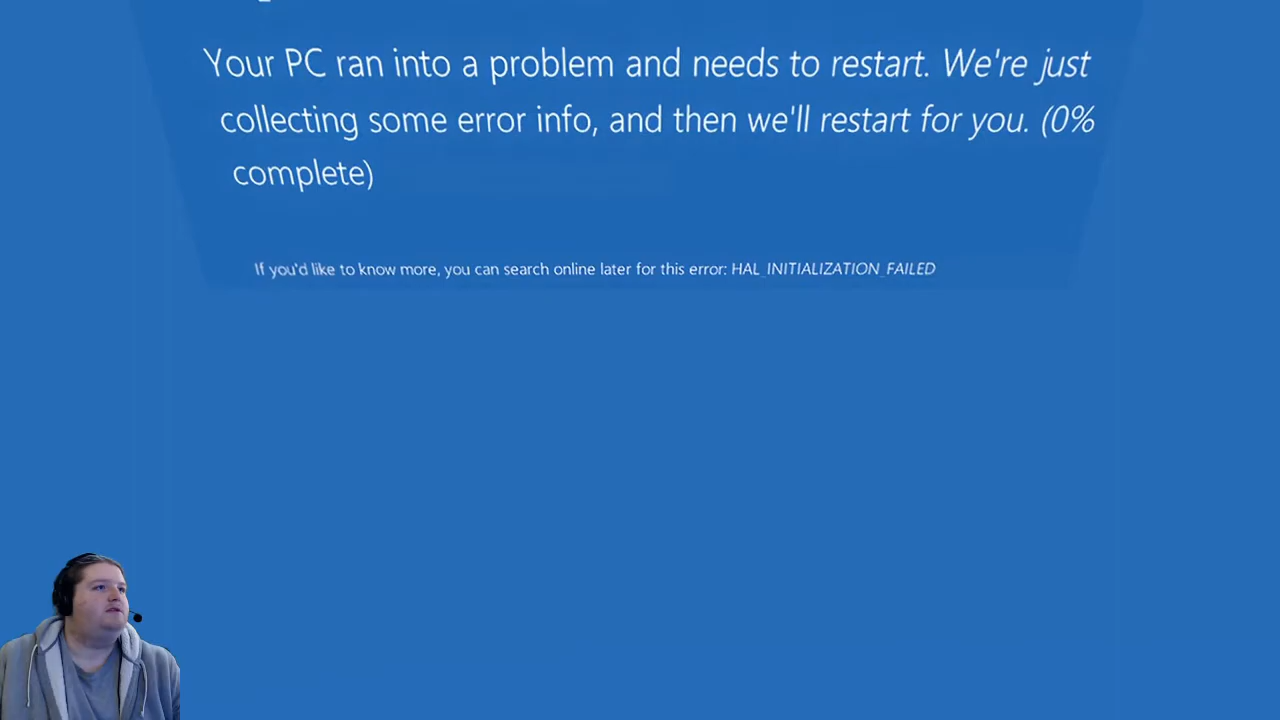 Your PC ran into a problem and needs to restart. We're just
collecting some error info, and then we'll restart for you. (0%
complete)
If you'd like to know more, you can search online later for this error: HAL_INITIALIZATION_FAILED